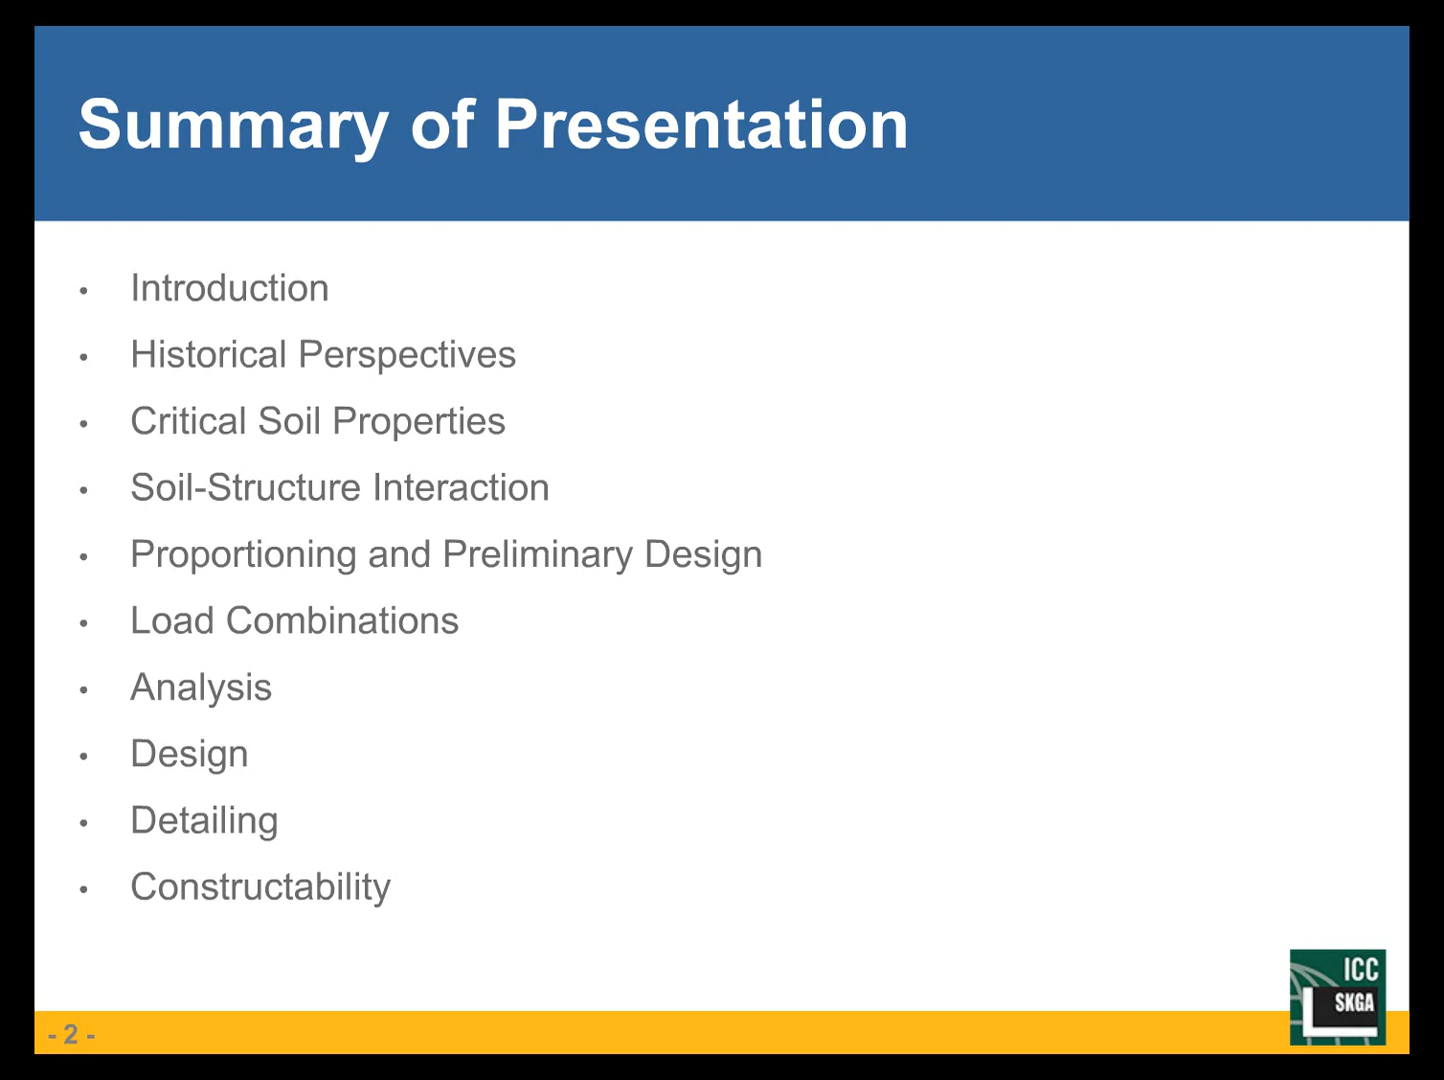 Summary of Presentation
• Introduction
• Historical Perspectives
• Critical Soil Properties
• Soil-Structure Interaction
• Proportioning and Preliminary Design
• Load Combinations
• Analysis
• Design
• Detailing
• Constructability
ICC
SKGA
- 2 -